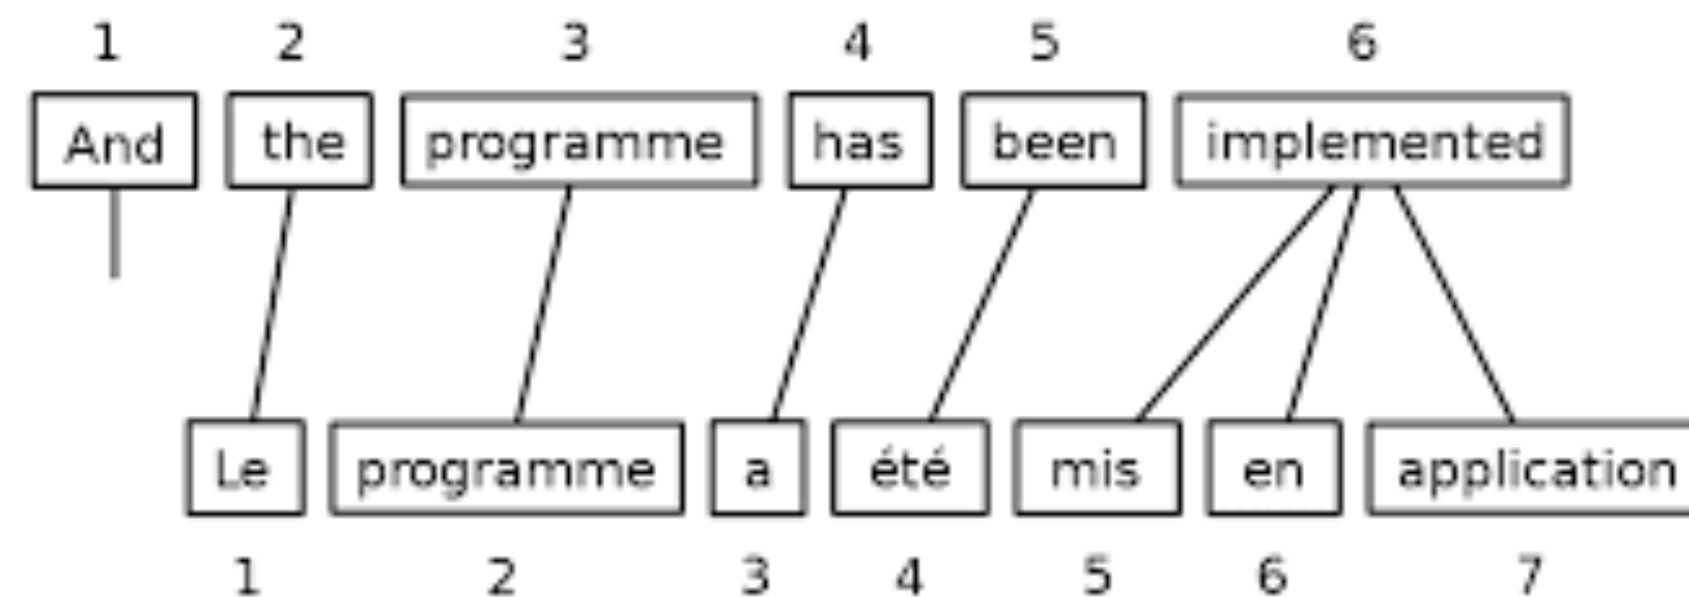 1 2 3 4 5 6
And the programme has been implemented
Le programme a été mis en application
1 2 3 4 5 6 7